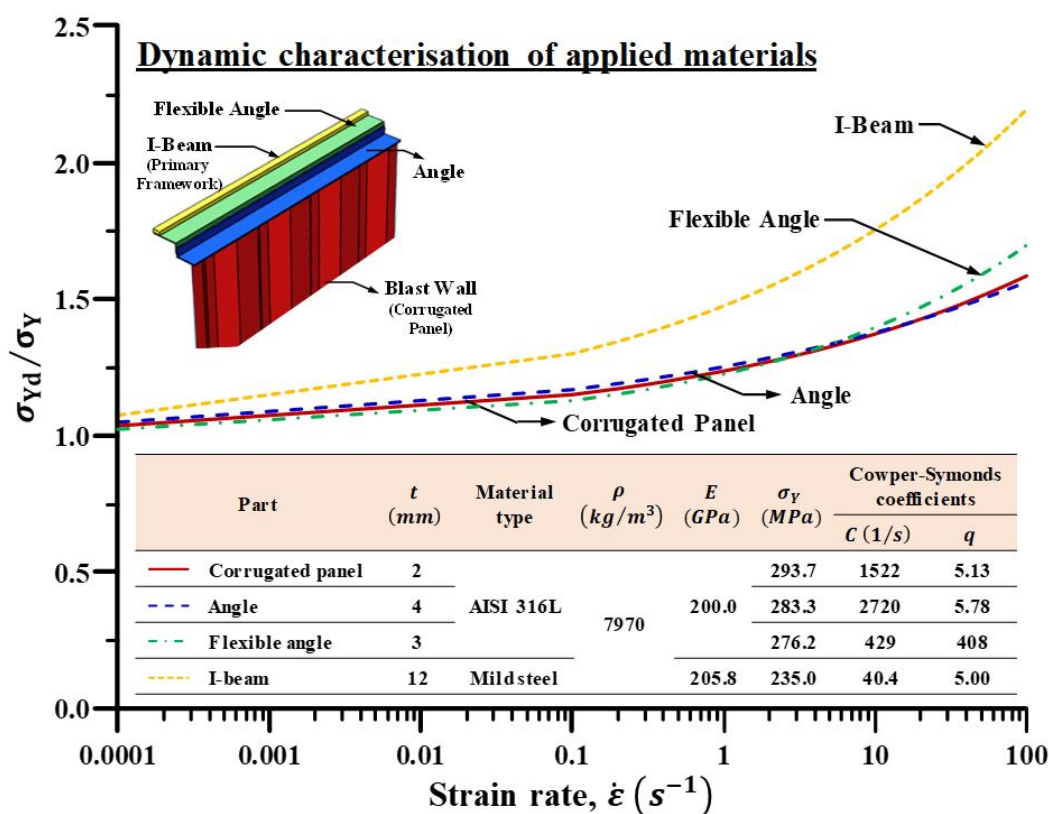 Dynamic characterisation of applied materials
2.5
2.0
1.5
1.0
0.5
0.0
σ_Yd/σ_Y
Flexible Angle
I-Beam
(Primary
Framework)
Angle
Blast Wall
(Corrugated
Panel)
I-Beam
Flexible Angle
Angle
Corrugated Panel
Part t (mm) Material type ρ (kg/m³) E (GPa) σ_Y (MPa) Cowper-Symonds coefficients
C (1/s) q
Corrugated panel 2 AISI 316L 7970 200.0 293.7 1522 5.13
Angle 4 283.3 2720 5.78
Flexible angle 3 276.2 429 408
I-beam 12 Mild steel 205.8 235.0 40.4 5.00
0.0001 0.001 0.01 0.1 1 10 100
Strain rate, ε̇ (s⁻¹)